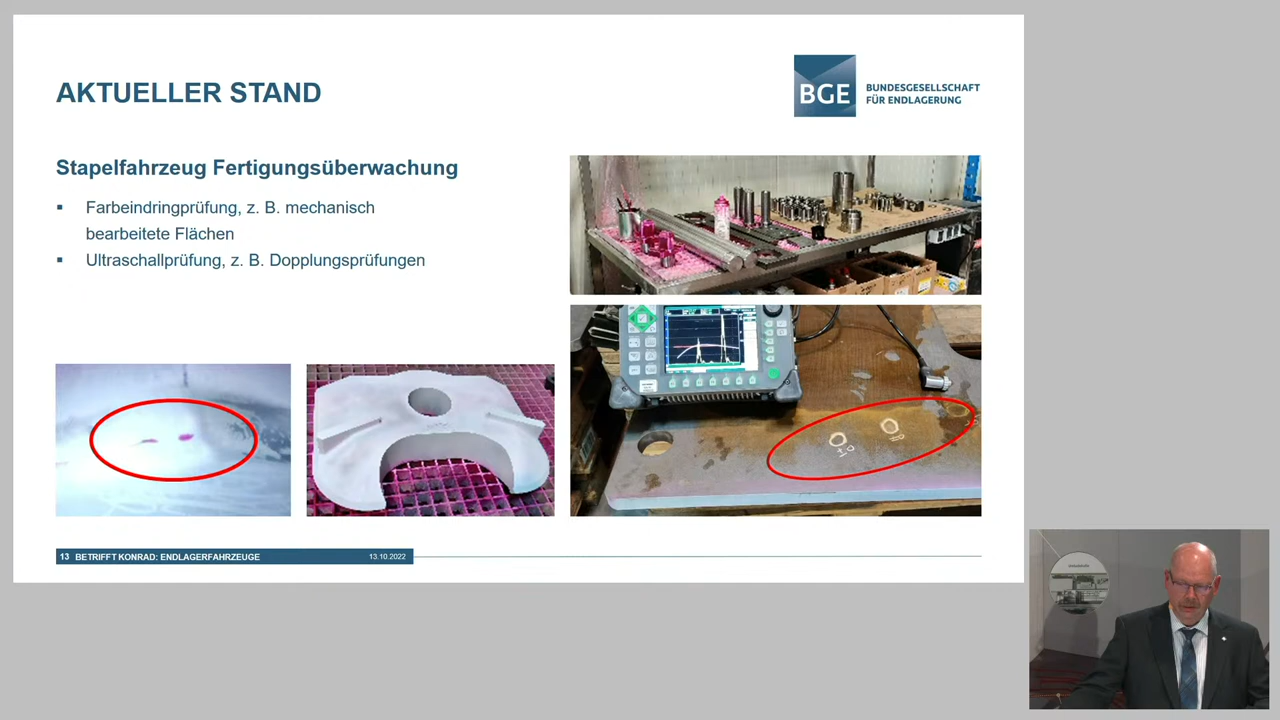 AKTUELLER STAND
BGE
BUNDESGESELLSCHAFT
FÜR ENDLAGERUNG
Stapelfahrzeug Fertigungsüberwachung
▪ Farbeindringprüfung, z. B. mechanisch
bearbeitete Flächen
▪ Ultraschallprüfung, z. B. Dopplungsprüfungen
13 BETRIFFT KONRAD: ENDLAGERFAHRZEUGE 13.10.2022